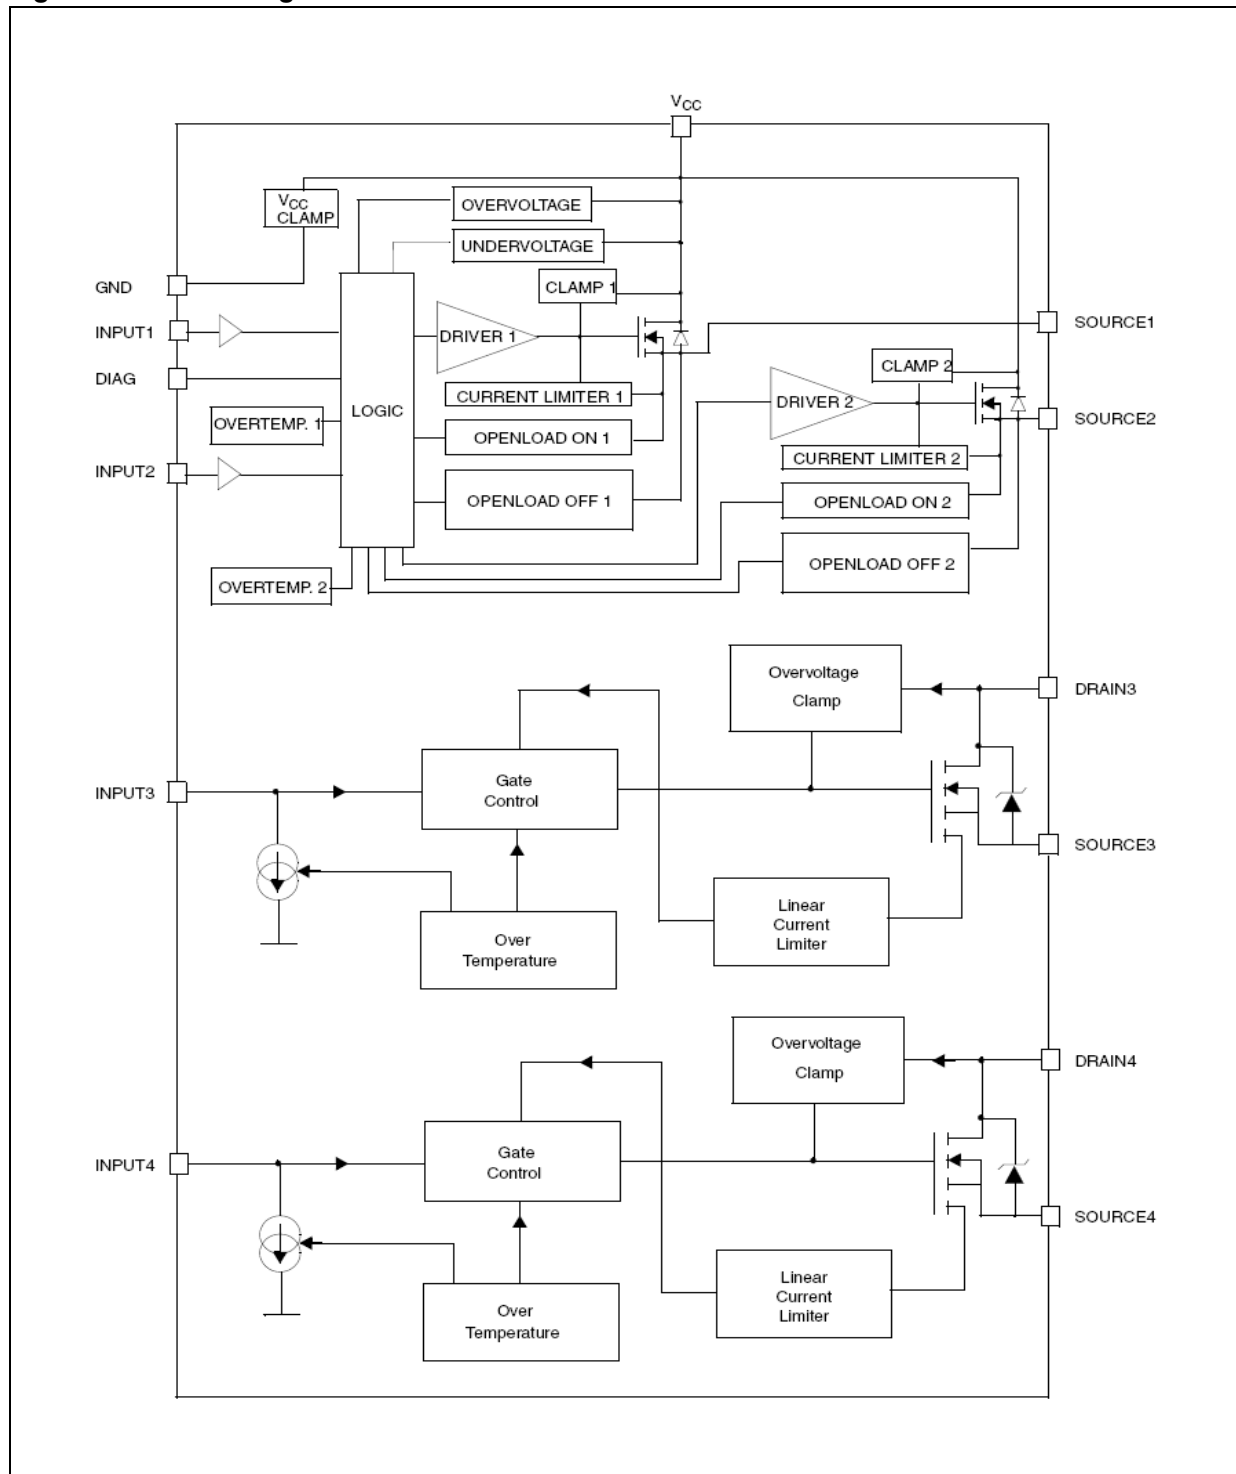 VCC
VCC
CLAMP
OVERVOLTAGE
UNDERVOLTAGE
GND
CLAMP 1
INPUT1
DRIVER 1
SOURCE1
DIAG
CLAMP 2
CURRENT LIMITER 1
DRIVER 2
LOGIC
OVERTEMP. 1
SOURCE2
OPENLOAD ON 1
CURRENT LIMITER 2
INPUT2
OPENLOAD OFF 1
OPENLOAD ON 2
OPENLOAD OFF 2
OVERTEMP. 2
Overvoltage
Clamp
DRAIN3
Gate
Control
INPUT3
SOURCE3
Linear
Current
Limiter
Over
Temperature
Overvoltage
Clamp
DRAIN4
Gate
Control
INPUT4
SOURCE4
Linear
Current
Limiter
Over
Temperature